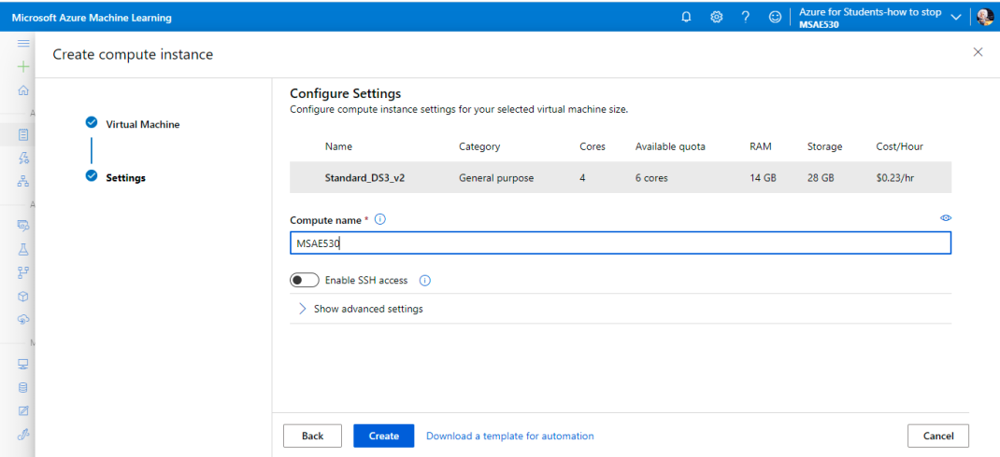 Microsoft Azure Machine Learning
Azure for Students-how to stop
MSAE530
Create compute instance
Virtual Machine
Settings
Configure Settings
Configure compute instance settings for your selected virtual machine size.
Name Category Cores Available quota RAM Storage Cost/Hour
Standard_DS3_v2 General purpose 4 6 cores 14 GB 28 GB $0.23/hr
Compute name *
MSAE530
Enable SSH access
Show advanced settings
Back Create Download a template for automation Cancel